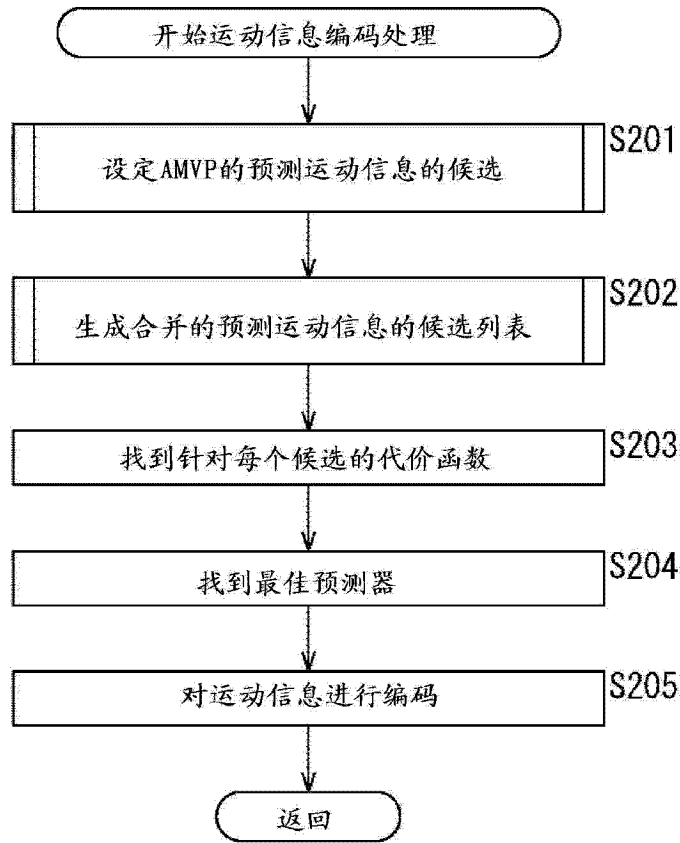 开始运动信息编码处理
S201
设定AMVP的预测运动信息的候选
S202
生成合并的预测运动信息的候选列表
S203
找到针对每个候选的代价函数
S204
找到最佳预测器
S205
对运动信息进行编码
返回